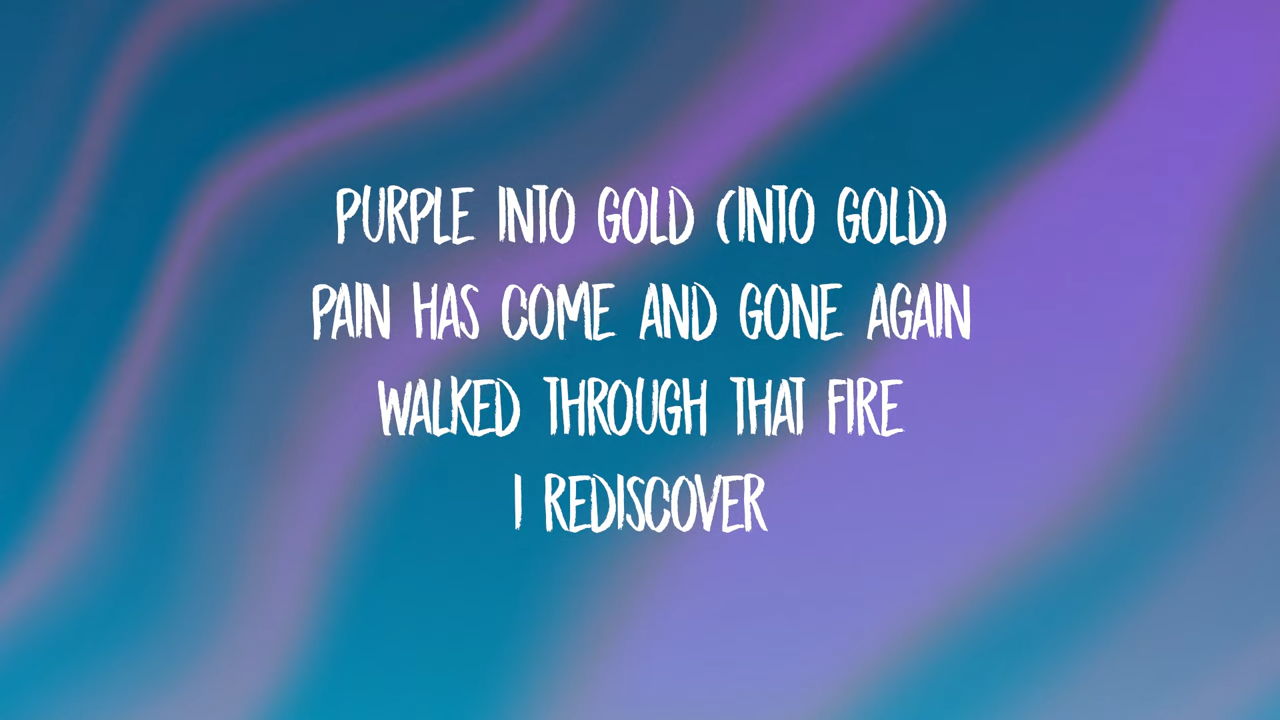 PURPLE INTO GOLD (INTO GOLD)
PAIN HAS COME AND GONE AGAIN
WALKED THROUGH THAT FIRE
I REDISCOVER